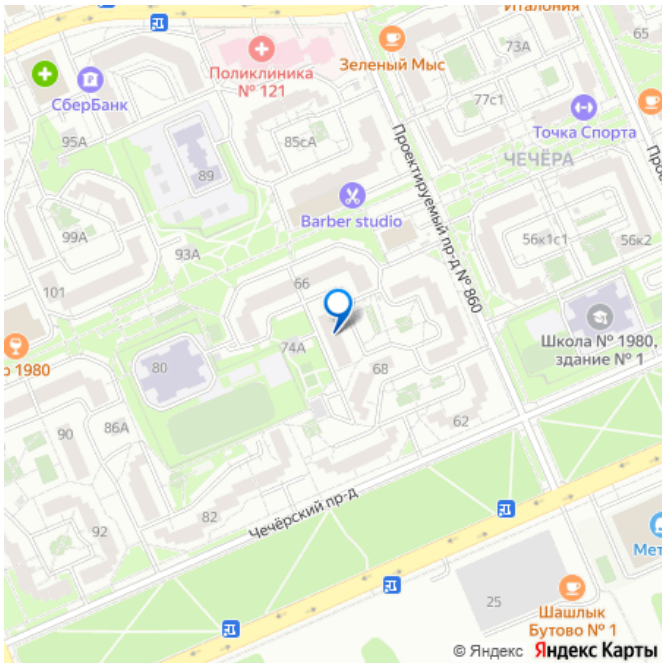 Италония
65
Поликлиника
№ 121
Зеленый Мыс
73А
СберБанк
77с1
Точка Спорта
95А
85сА
ЧЕЧЁРА
89
Проектируемый пр-д № 860
Barber studio
99А
93А
56к1с1
56к2
101
66
1980
Школа № 1980,
здание № 1
74А
80
68
62
86А
90
82
92
Чечёрский пр-д
25
Шашлык
Бутово № 1
© Яндекс Яндекс Карты